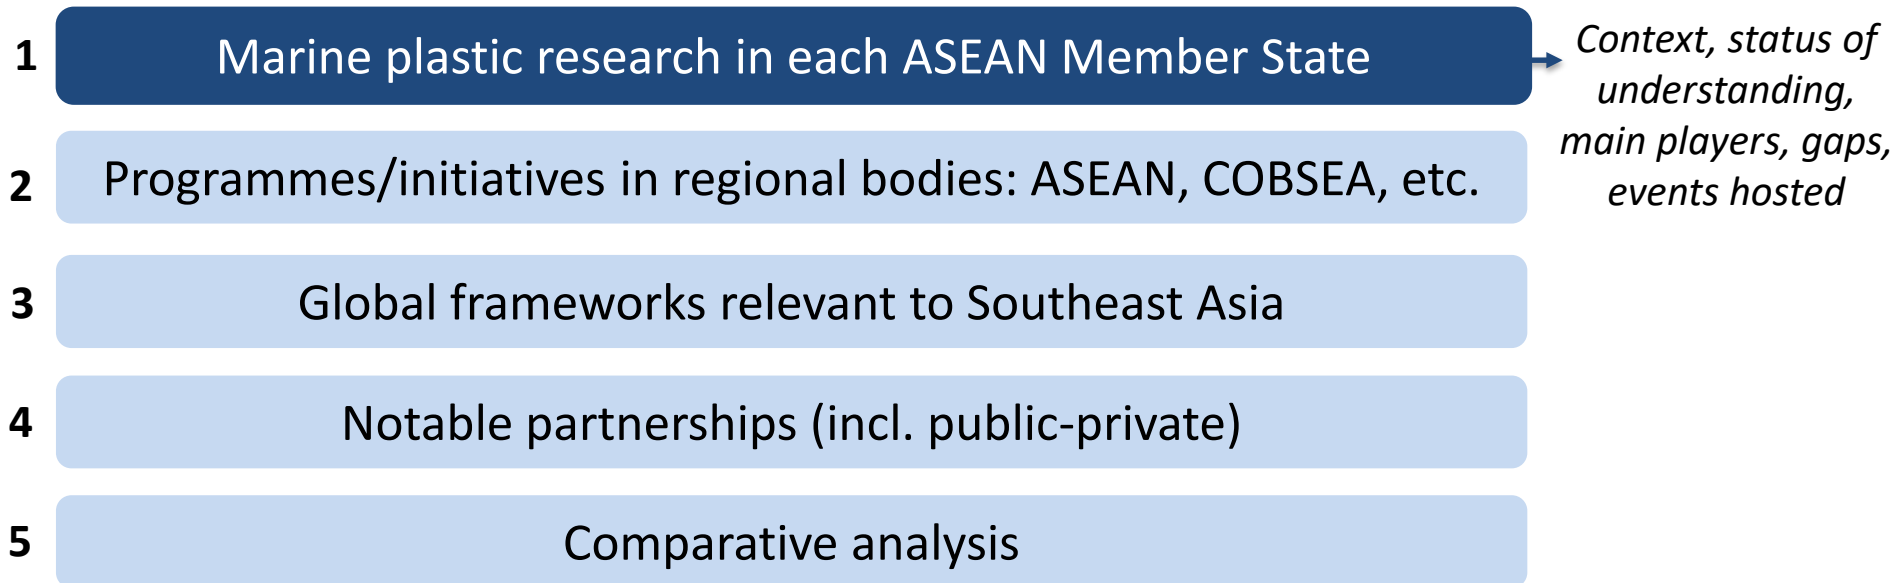 1 Marine plastic research in each ASEAN Member State
Context, status of
understanding,
main players, gaps,
events hosted
2 Programmes/initiatives in regional bodies: ASEAN, COBSEA, etc.
3 Global frameworks relevant to Southeast Asia
4 Notable partnerships (incl. public-private)
5 Comparative analysis